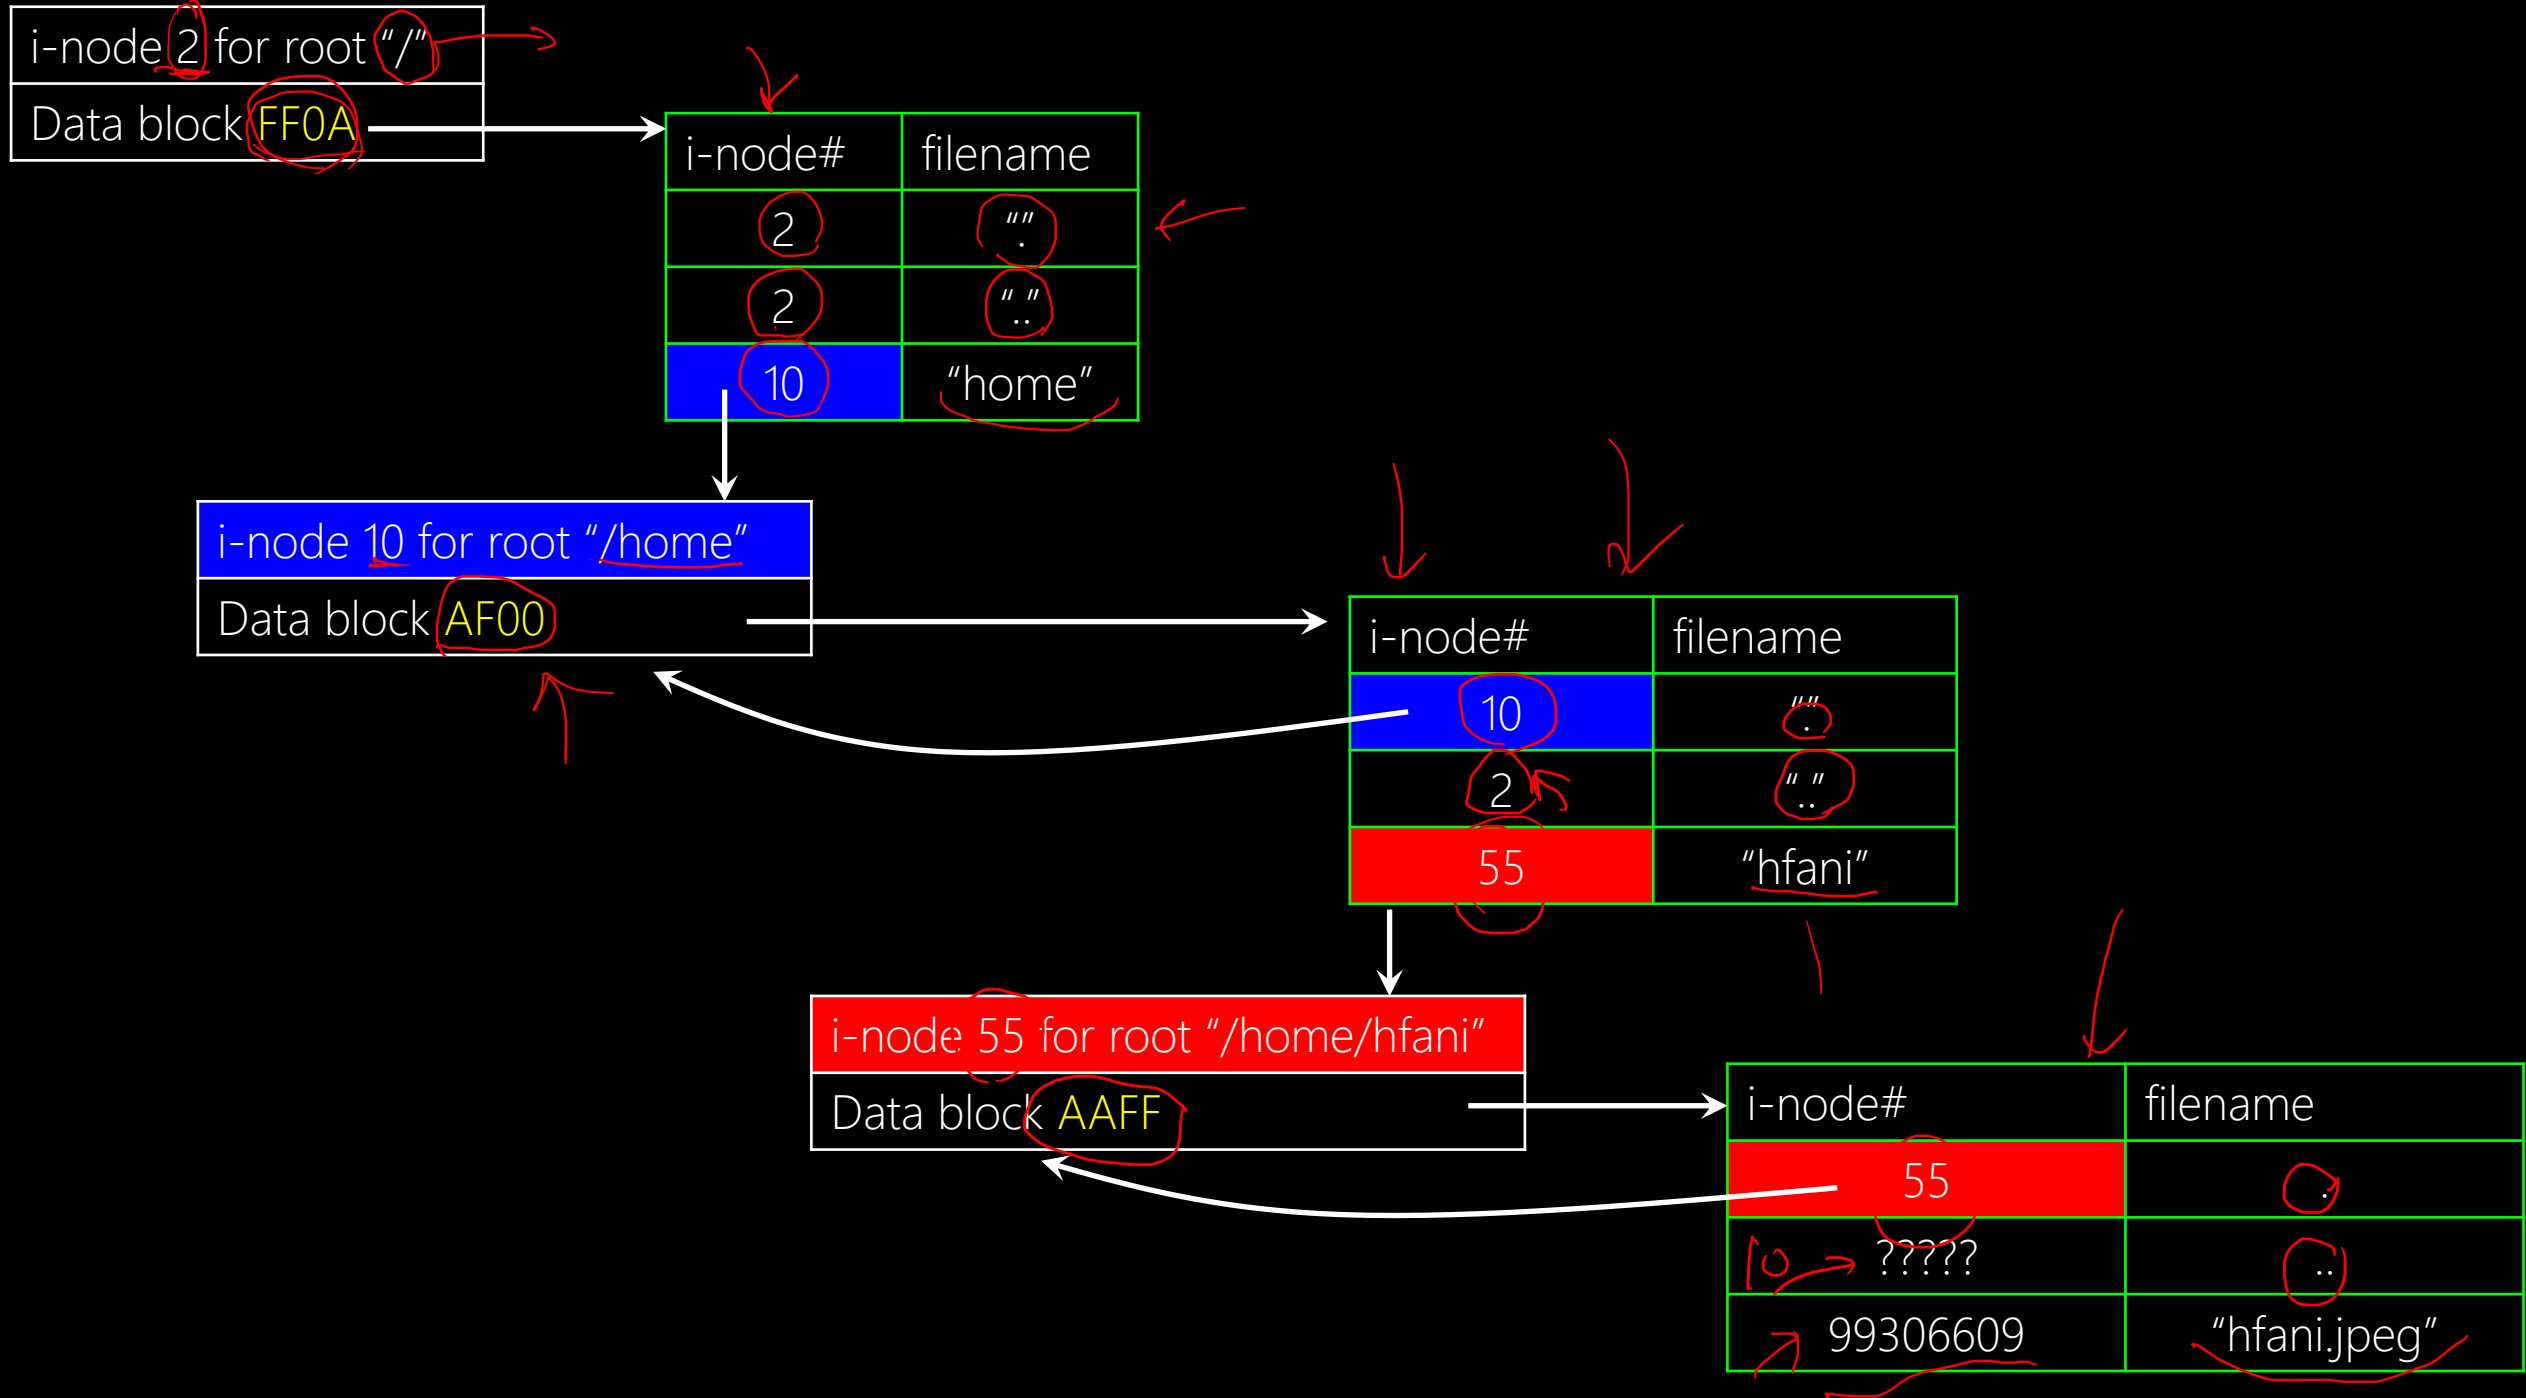 i-node 2 for root “/”
Data block FF0A
i-node# filename
2 “.”
2 “..”
10 “home”
i-node 10 for root “/home”
Data block AF00
i-node# filename
10 “.”
2 “..”
55 “hfani”
i-node 55 for root “/home/hfani”
Data block AAFF
i-node# filename
55 .
10 ????? ..
99306609 “hfani.jpeg”